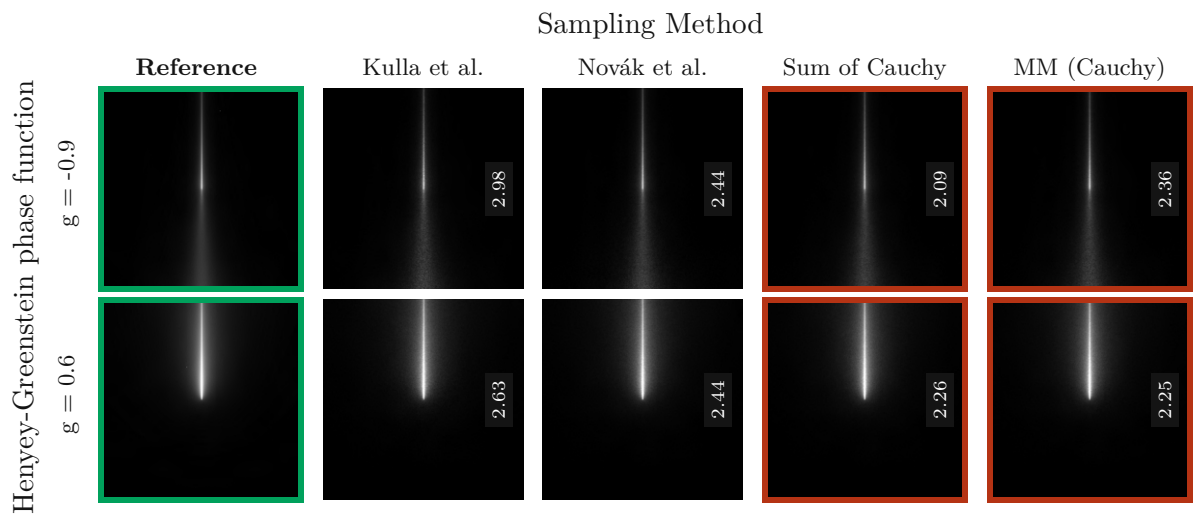 Sampling Method
Reference
Kulla et al.
Novák et al.
Sum of Cauchy
MM (Cauchy)
Henyey-Greenstein phase function
g = -0.9
2.98
2.44
2.09
2.36
g = 0.6
2.63
2.44
2.26
2.25